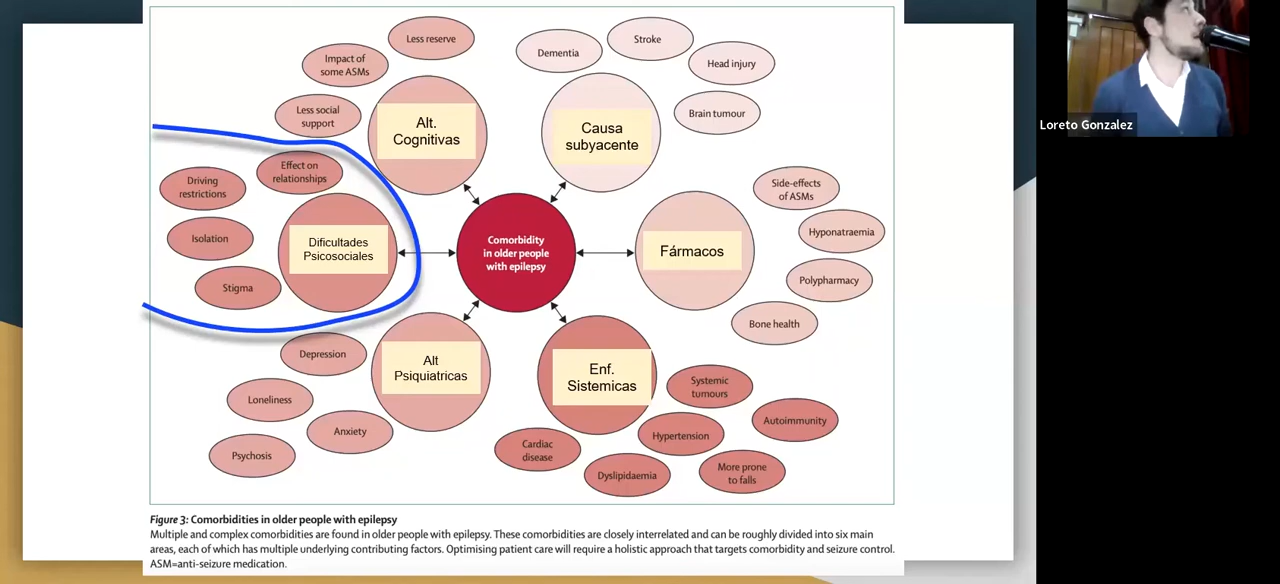 Less reserve
Impact of
some ASMs
Less social
support
Alt.
Cognitivas
Dementia
Stroke
Head injury
Brain tumour
Causa
subyacente
Effect on
relationships
Driving
restrictions
Isolation
Stigma
Dificultades
Psicosociales
Comorbidity
in older people
with epilepsy
Fármacos
Side-effects
of ASMs
Hyponatraemia
Polypharmacy
Bone health
Depression
Loneliness
Anxiety
Psychosis
Alt
Psiquiatricas
Enf.
Sistemicas
Systemic
tumours
Autoimmunity
Hypertension
Cardiac
disease
Dyslipidaemia
More prone
to falls
Figure 3: Comorbidities in older people with epilepsy
Multiple and complex comorbidities are found in older people with epilepsy. These comorbidities are closely interrelated and can be roughly divided into six main
areas, each of which has multiple underlying contributing factors. Optimising patient care will require a holistic approach that targets comorbidity and seizure control.
ASM=anti-seizure medication.
Loreto Gonzalez